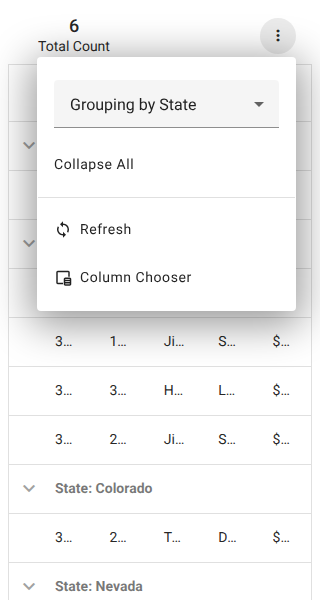 6
Total Count
Grouping by State
Collapse All
Refresh
Column Chooser
3... 1... Ji... S... $...
3... 3... H... L... $...
3... 2... Ji... S... $...
State: Colorado
3... 2... T... D... $...
State: Nevada